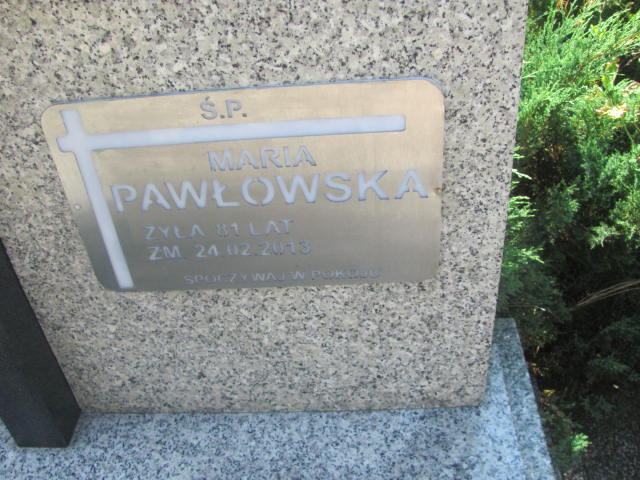 Ś.P.
MARIA
PAWŁOWSKA
ŻYŁA 81 LAT
ZM. 24.02.2013
SPOCZYWAJ W POKOJU